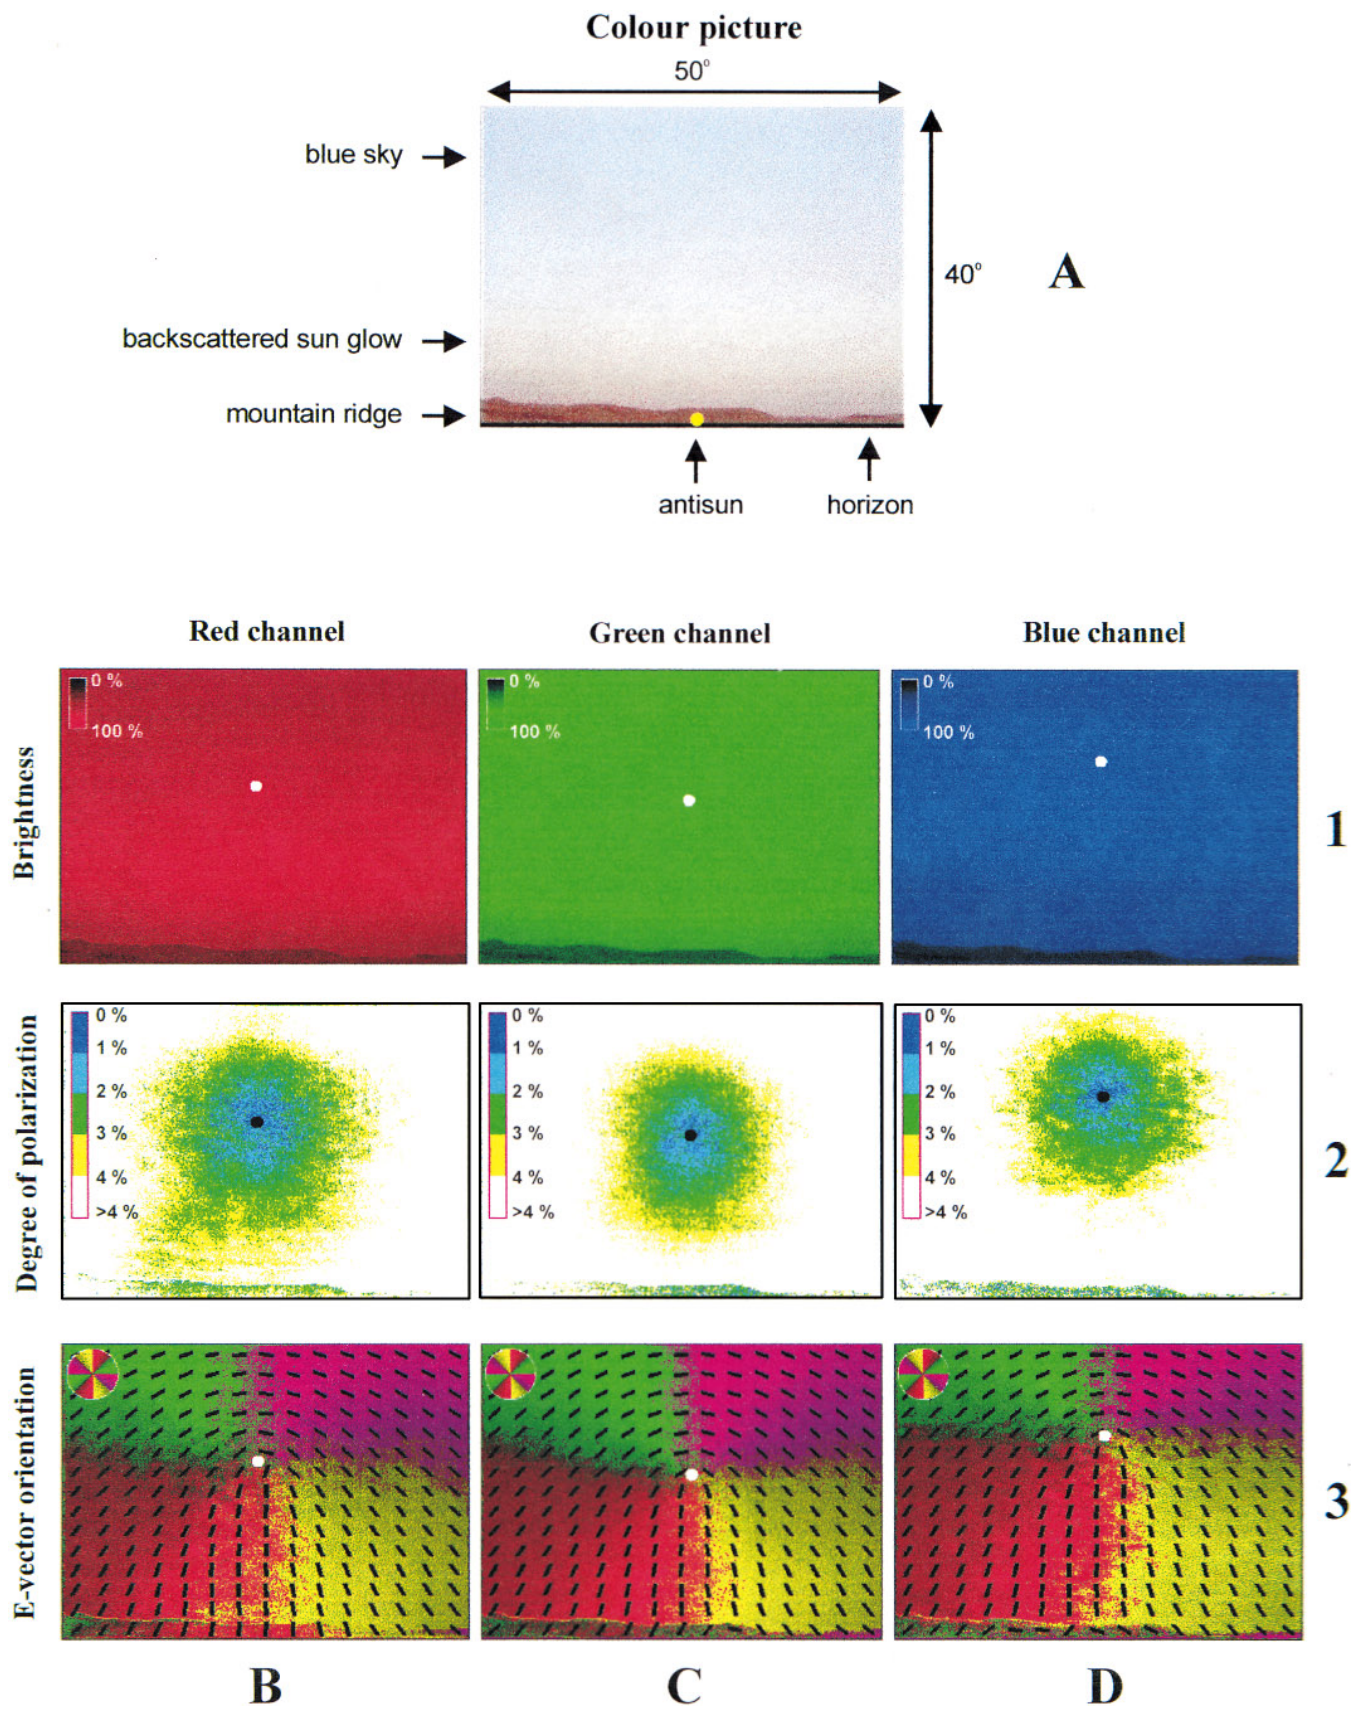 Colour picture
50°
blue sky
40°
A
backscattered sun glow
mountain ridge
antisun
horizon
Red channel
Green channel
Blue channel
Brightness
0 %
100 %
0 %
100 %
0 %
100 %
1
Degree of polarization
0 %
1 %
2 %
3 %
4 %
>4 %
0 %
1 %
2 %
3 %
4 %
>4 %
0 %
1 %
2 %
3 %
4 %
>4 %
2
E-vector orientation
3
B
C
D